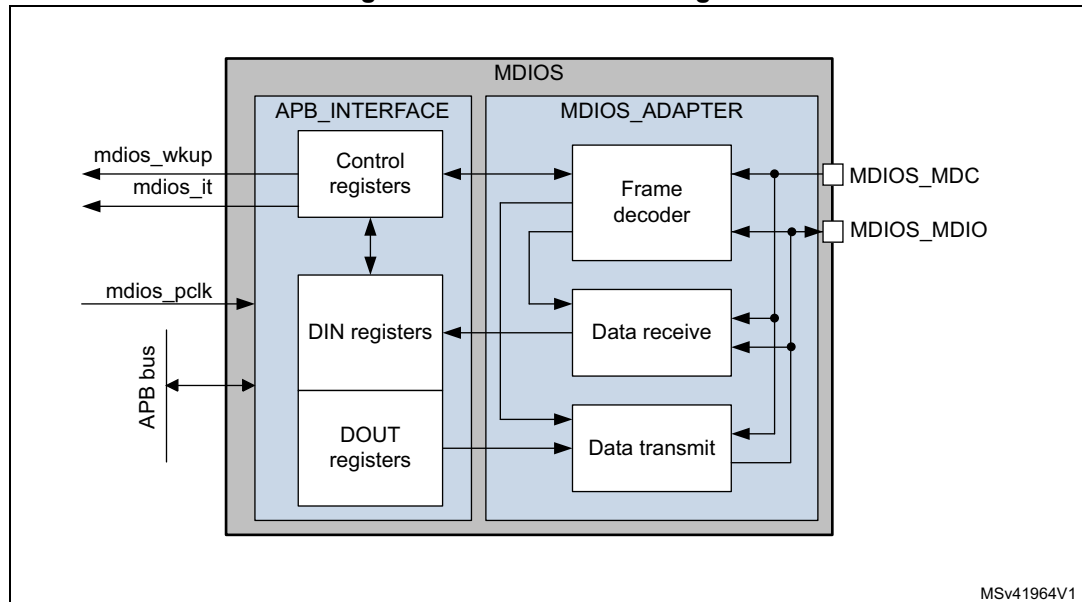 MDIOS
APB_INTERFACE
MDIOS_ADAPTER
mdios_wkup
mdios_it
mdios_pclk
APB bus
Control
registers
DIN registers
DOUT
registers
Frame
decoder
Data receive
Data transmit
MDIOS_MDC
MDIOS_MDIO
MSv41964V1